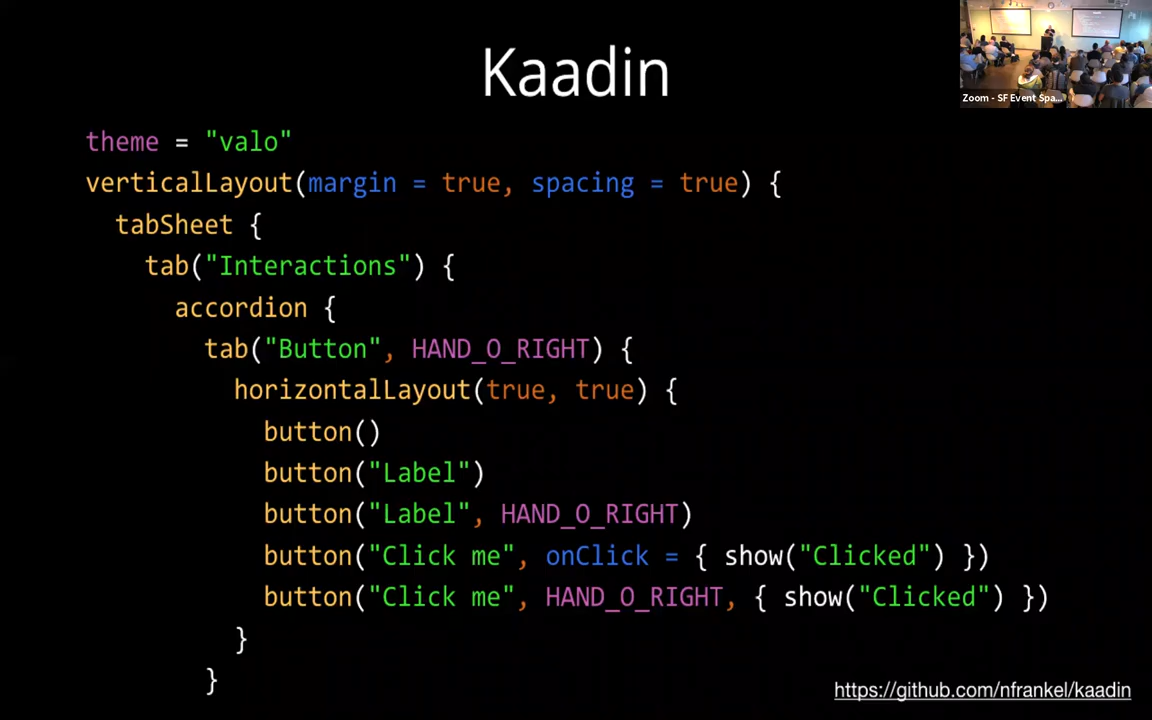 Kaadin
Zoom - SF Event Spa...
theme = "valo"
verticalLayout(margin = true, spacing = true) {
tabSheet {
tab("Interactions") {
accordion {
tab("Button", HAND_O_RIGHT) {
horizontalLayout(true, true) {
button()
button("Label")
button("Label", HAND_O_RIGHT)
button("Click me", onClick = { show("Clicked") })
button("Click me", HAND_O_RIGHT, { show("Clicked") })
}
}
https://github.com/nfrankel/kaadin